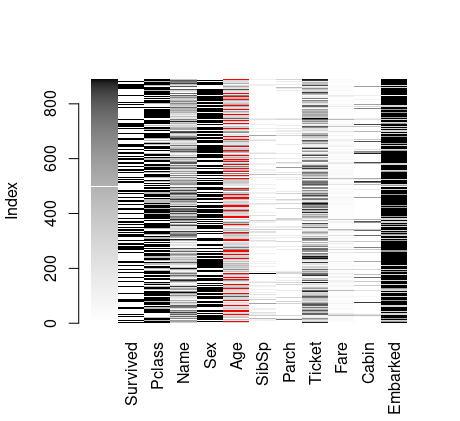 Index
800
600
400
200
0
Survived
Pclass
Name
Sex
Age
SibSp
Parch
Ticket
Fare
Cabin
Embarked